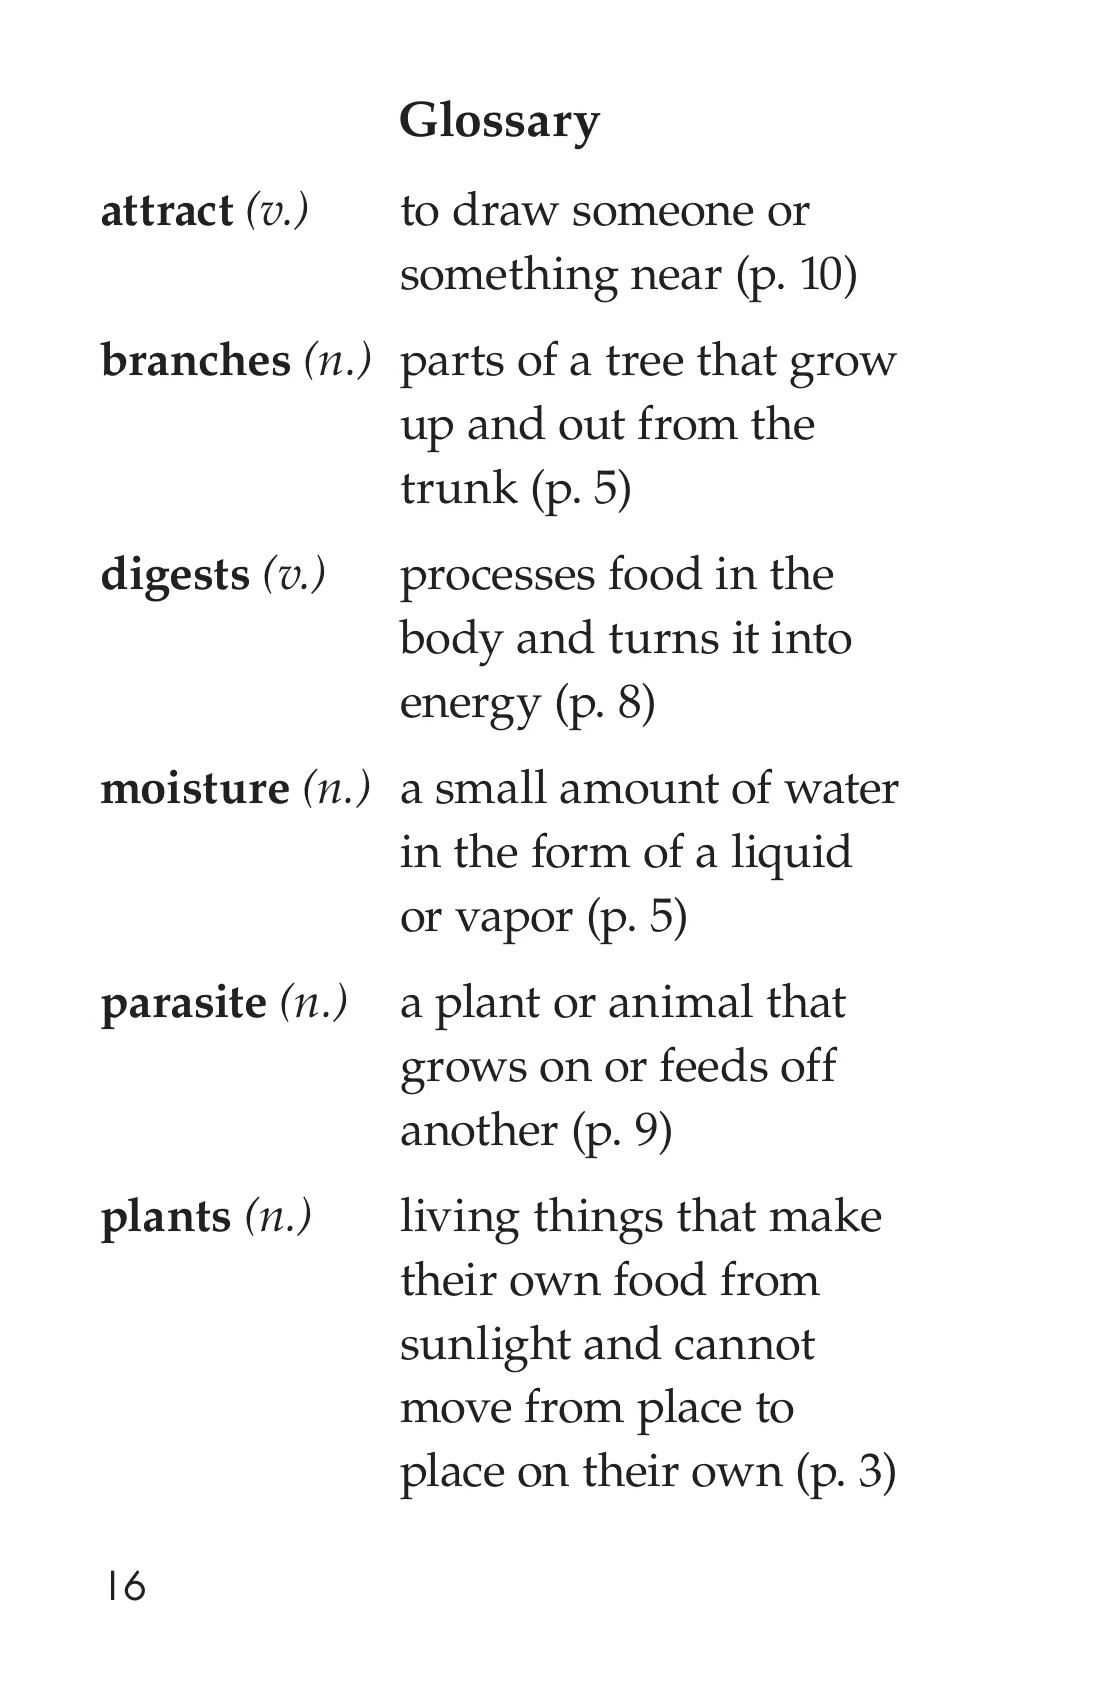 Glossary
attract (v.) to draw someone or
something near (p. 10)
branches (n.) parts of a tree that grow
up and out from the
trunk (p. 5)
digests (v.) processes food in the
body and turns it into
energy (p. 8)
moisture (n.) a small amount of water
in the form of a liquid
or vapor (p. 5)
parasite (n.) a plant or animal that
grows on or feeds off
another (p. 9)
plants (n.) living things that make
their own food from
sunlight and cannot
move from place to
place on their own (p. 3)
16